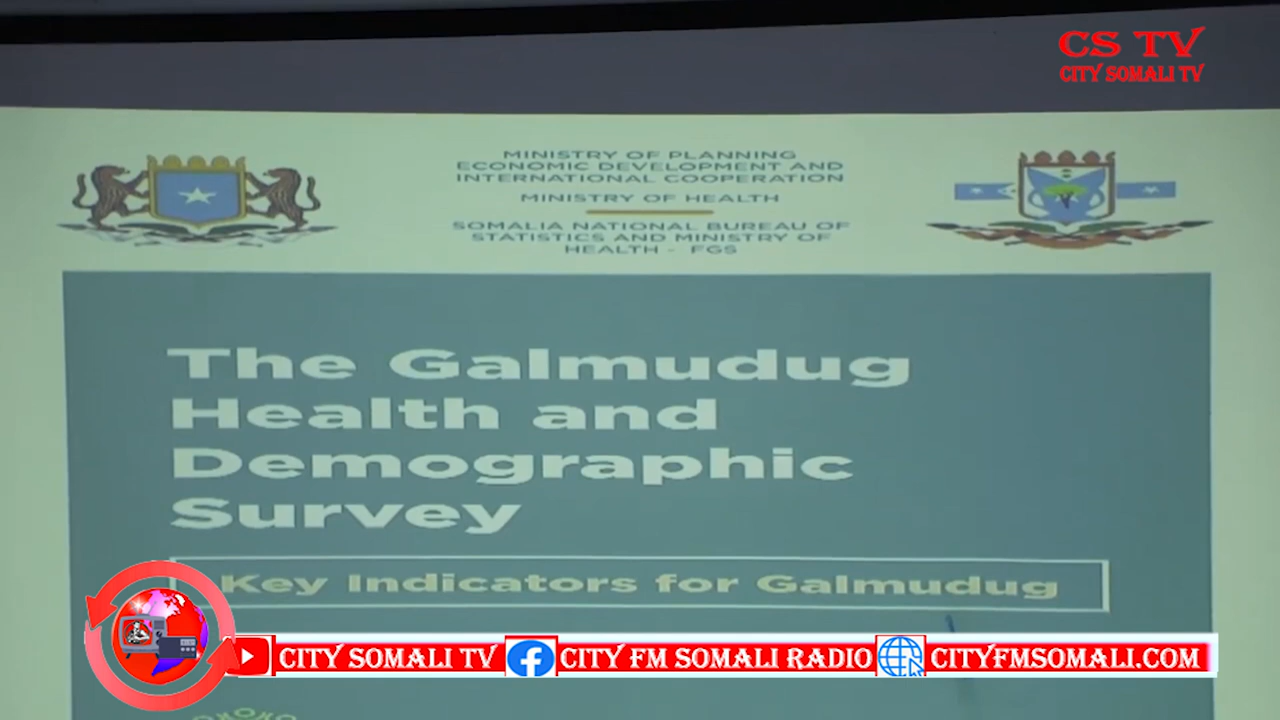 CS TV
CITY SOMALI TV
MINISTRY OF PLANNING
ECONOMIC DEVELOPMENT AND
INTERNATIONAL COOPERATION
MINISTRY OF HEALTH
SOMALIA NATIONAL BUREAU OF
STATISTICS AND MINISTRY OF
HEALTH - FGS
The Galmudug
Health and
Demographic
Survey
Key Indicators for Galmudug
CITY SOMALI TV
CITY FM SOMALI RADIO
CITYFMSOMALI.COM